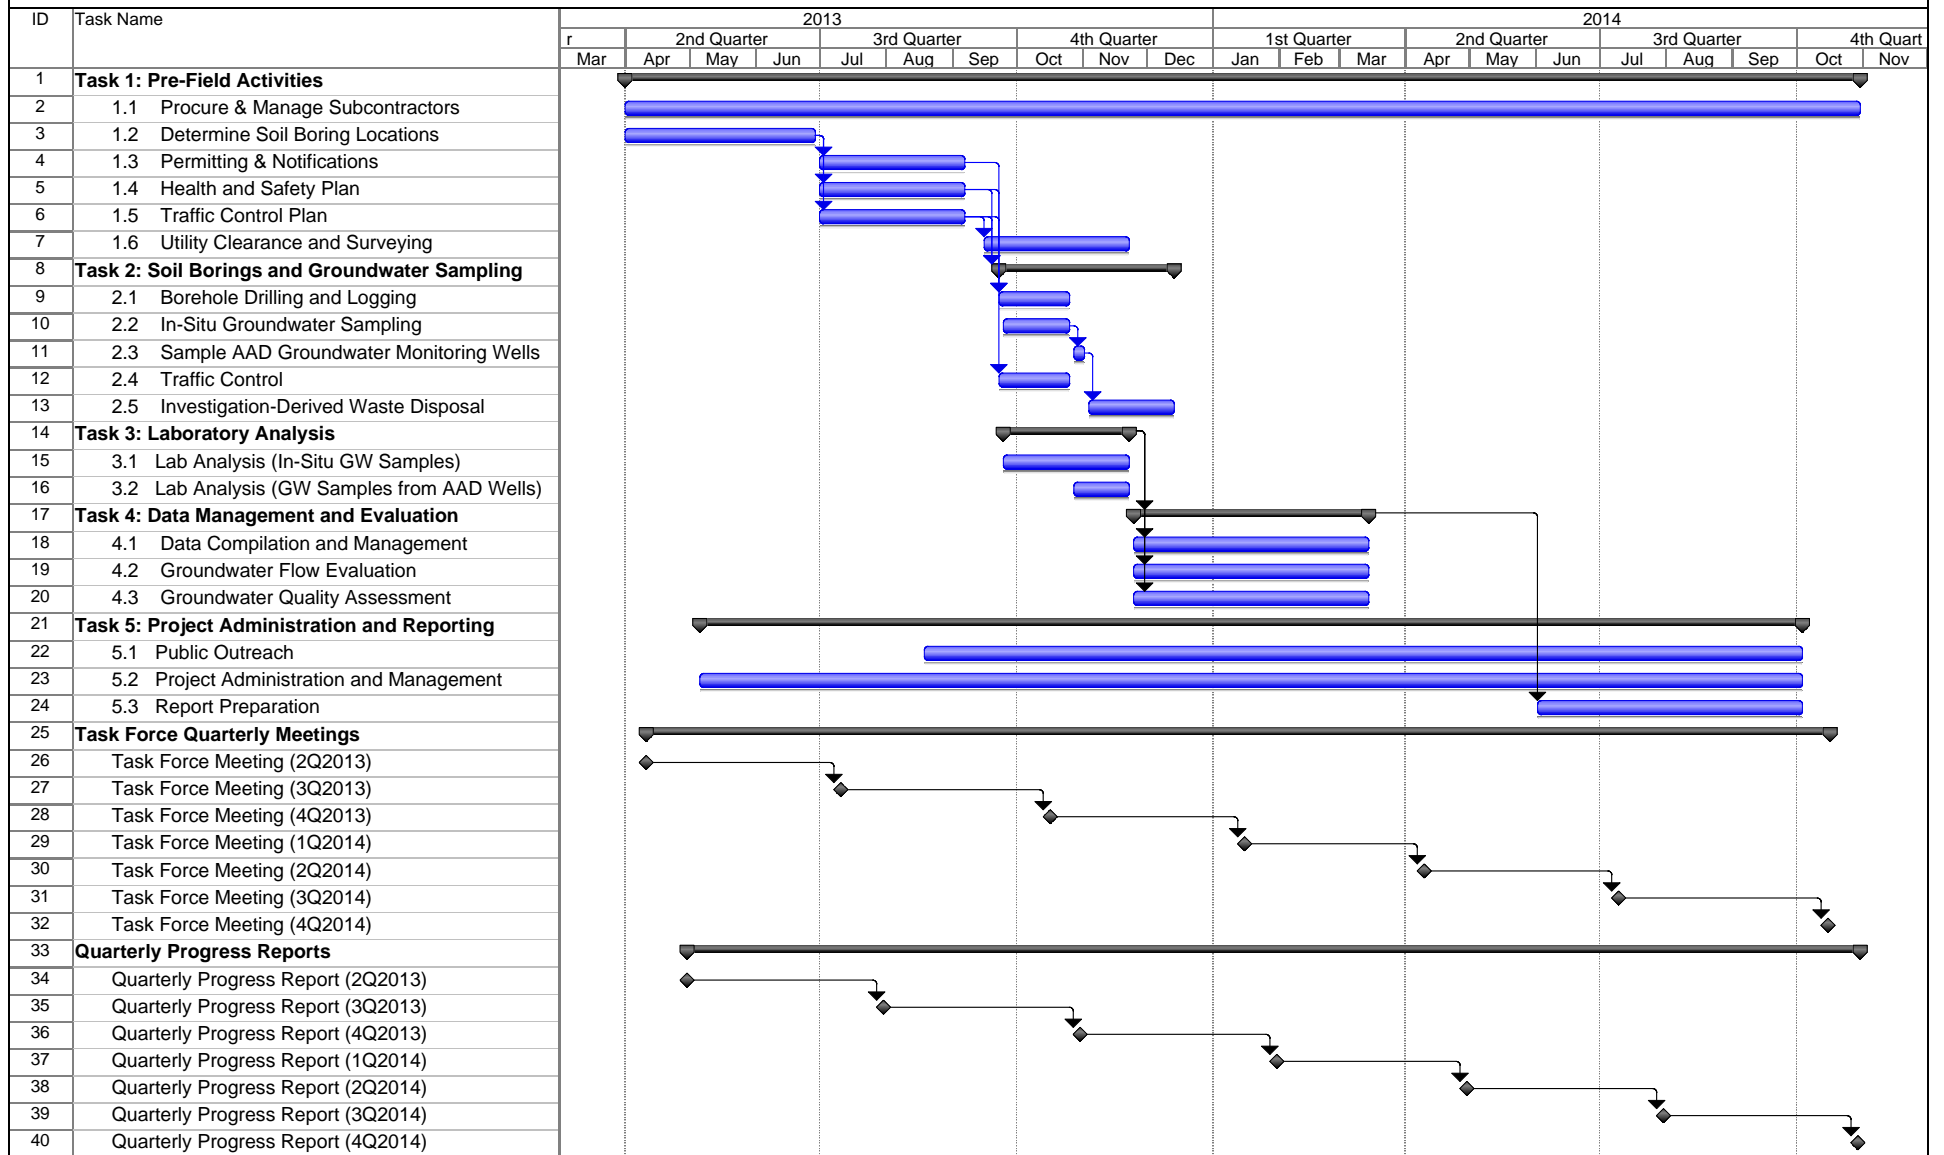 ID Task Name 2013 2014
r 2nd Quarter 3rd Quarter 4th Quarter 1st Quarter 2nd Quarter 3rd Quarter 4th Quart
Mar Apr May Jun Jul Aug Sep Oct Nov Dec Jan Feb Mar Apr May Jun Jul Aug Sep Oct Nov
1 Task 1: Pre-Field Activities
2 1.1 Procure & Manage Subcontractors
3 1.2 Determine Soil Boring Locations
4 1.3 Permitting & Notifications
5 1.4 Health and Safety Plan
6 1.5 Traffic Control Plan
7 1.6 Utility Clearance and Surveying
8 Task 2: Soil Borings and Groundwater Sampling
9 2.1 Borehole Drilling and Logging
10 2.2 In-Situ Groundwater Sampling
11 2.3 Sample AAD Groundwater Monitoring Wells
12 2.4 Traffic Control
13 2.5 Investigation-Derived Waste Disposal
14 Task 3: Laboratory Analysis
15 3.1 Lab Analysis (In-Situ GW Samples)
16 3.2 Lab Analysis (GW Samples from AAD Wells)
17 Task 4: Data Management and Evaluation
18 4.1 Data Compilation and Management
19 4.2 Groundwater Flow Evaluation
20 4.3 Groundwater Quality Assessment
21 Task 5: Project Administration and Reporting
22 5.1 Public Outreach
23 5.2 Project Administration and Management
24 5.3 Report Preparation
25 Task Force Quarterly Meetings
26 Task Force Meeting (2Q2013)
27 Task Force Meeting (3Q2013)
28 Task Force Meeting (4Q2013)
29 Task Force Meeting (1Q2014)
30 Task Force Meeting (2Q2014)
31 Task Force Meeting (3Q2014)
32 Task Force Meeting (4Q2014)
33 Quarterly Progress Reports
34 Quarterly Progress Report (2Q2013)
35 Quarterly Progress Report (3Q2013)
36 Quarterly Progress Report (4Q2013)
37 Quarterly Progress Report (1Q2014)
38 Quarterly Progress Report (2Q2014)
39 Quarterly Progress Report (3Q2014)
40 Quarterly Progress Report (4Q2014)